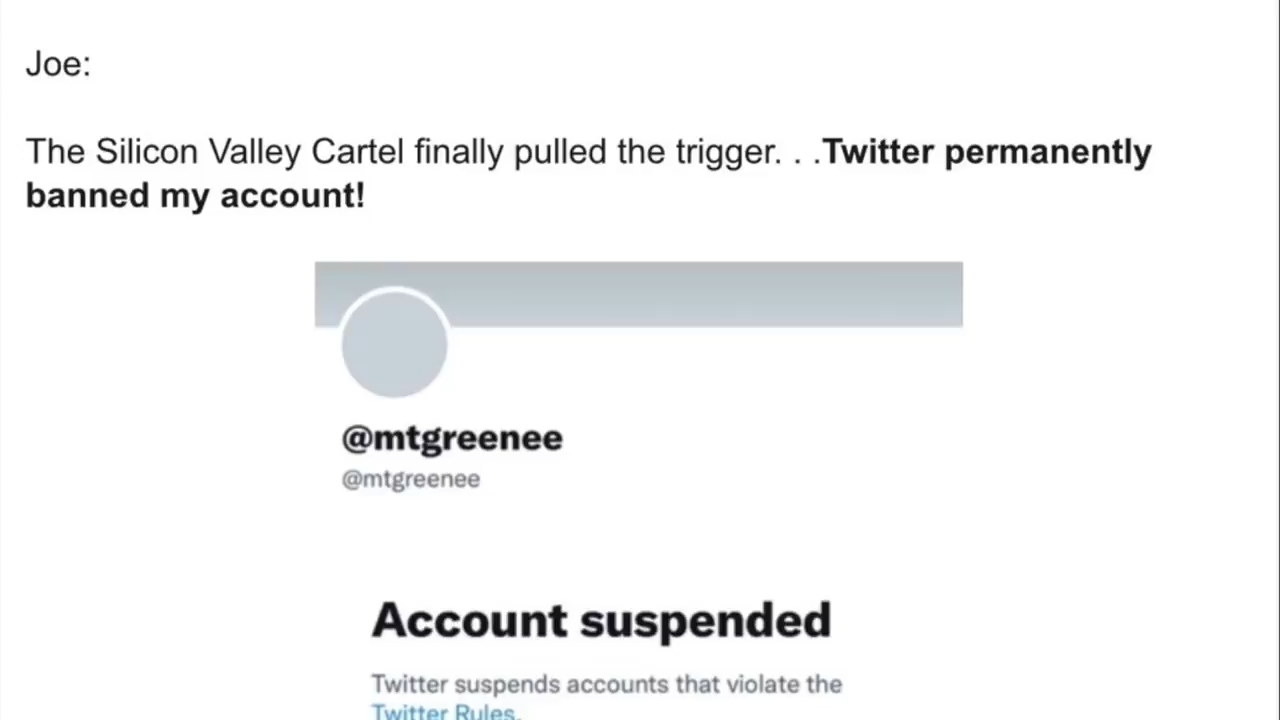 Joe:
The Silicon Valley Cartel finally pulled the trigger. . .Twitter permanently
banned my account!
@mtgreenee
@mtgreenee
Account suspended
Twitter suspends accounts that violate the
Twitter Rules.